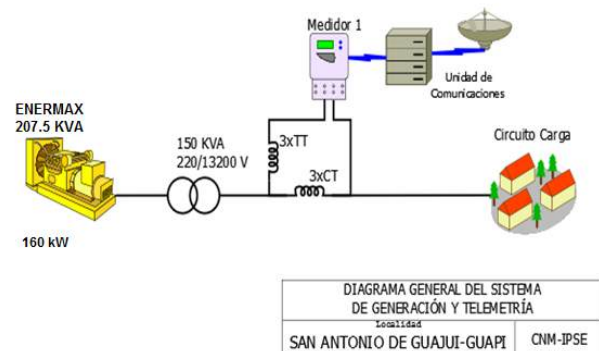 Medidor 1
Unidad de
Comunicaciones
ENERMAX
207.5 KVA
150 KVA
220/13200 V
3xTT
3xCT
Circuito Carga
160 kW
DIAGRAMA GENERAL DEL SISTEMA
DE GENERACIÓN Y TELEMETRÍA
Localidad
SAN ANTONIO DE GUAJUI-GUAPI
CNM-IPSE